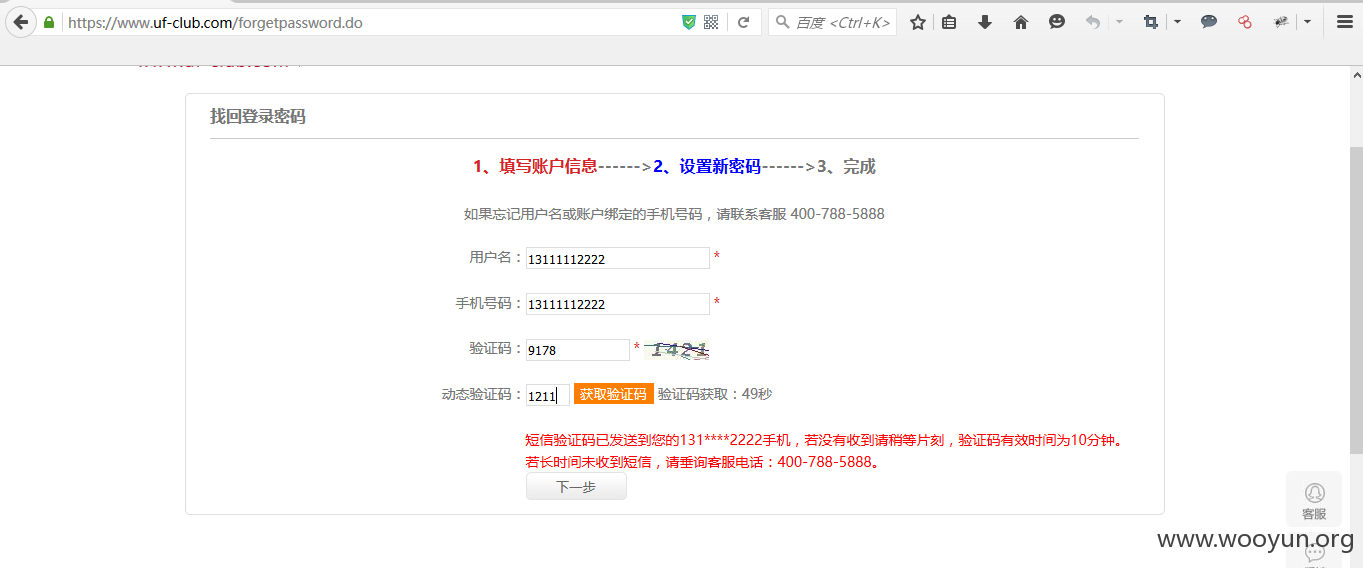 https://www.uf-club.com/forgetpassword.do
百度 <Ctrl+K>
找回登录密码
1、填写账户信息------>2、设置新密码------>3、完成
如果忘记用户名或账户绑定的手机号码，请联系客服 400-788-5888
用户名：13111112222 *
手机号码：13111112222 *
验证码：9178 * 1421
动态验证码：1211 获取验证码 验证码获取：49秒
短信验证码已发送到您的131****2222手机，若没有收到请稍等片刻，验证码有效时间为10分钟。
若长时间未收到短信，请垂询客服电话：400-788-5888。
下一步
客服
www.wooyun.org